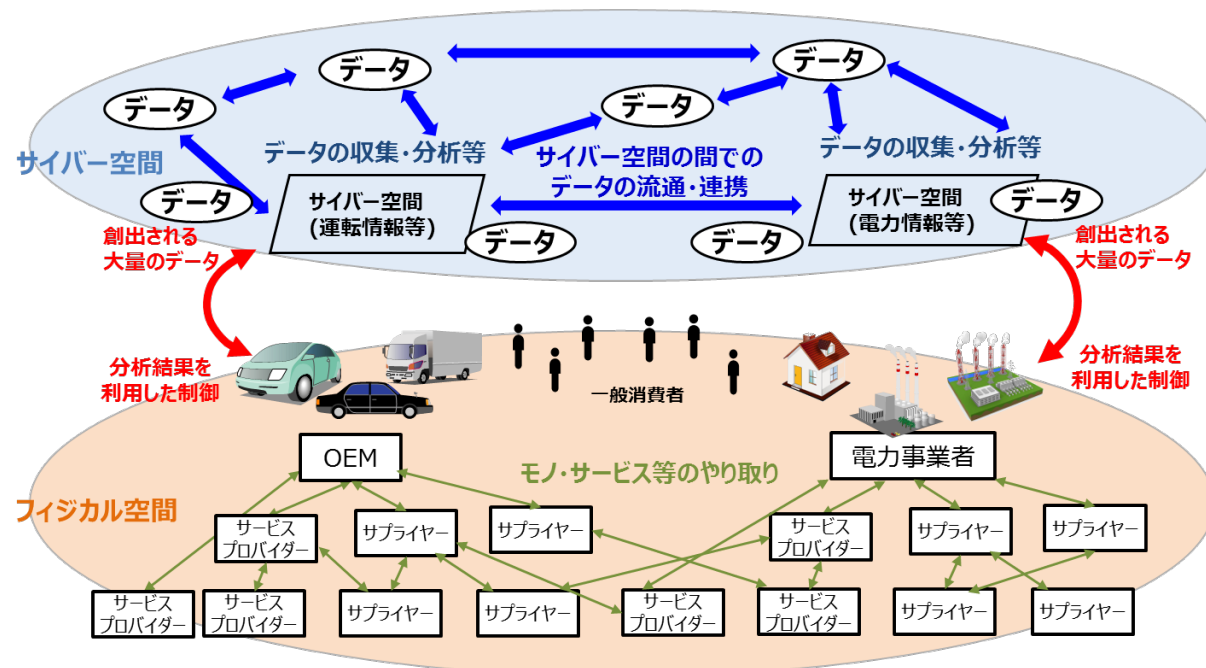 データ
データ
データ
データ
データの収集・分析等
データの収集・分析等
サイバー空間
サイバー空間の間での
データの流通・連携
データ
サイバー空間
(運転情報等)
データ
データ
サイバー空間
(電力情報等)
データ
創出される
大量のデータ
創出される
大量のデータ
分析結果を
利用した制御
分析結果を
利用した制御
一般消費者
OEM
モノ・サービス等のやり取り
電力事業者
フィジカル空間
サービス
プロバイダー
サプライヤー
サプライヤー
サービス
プロバイダー
サプライヤー
サプライヤー
サービス
プロバイダー
サービス
プロバイダー
サプライヤー
サプライヤー
サービス
プロバイダー
サービス
プロバイダー
サプライヤー
サプライヤー